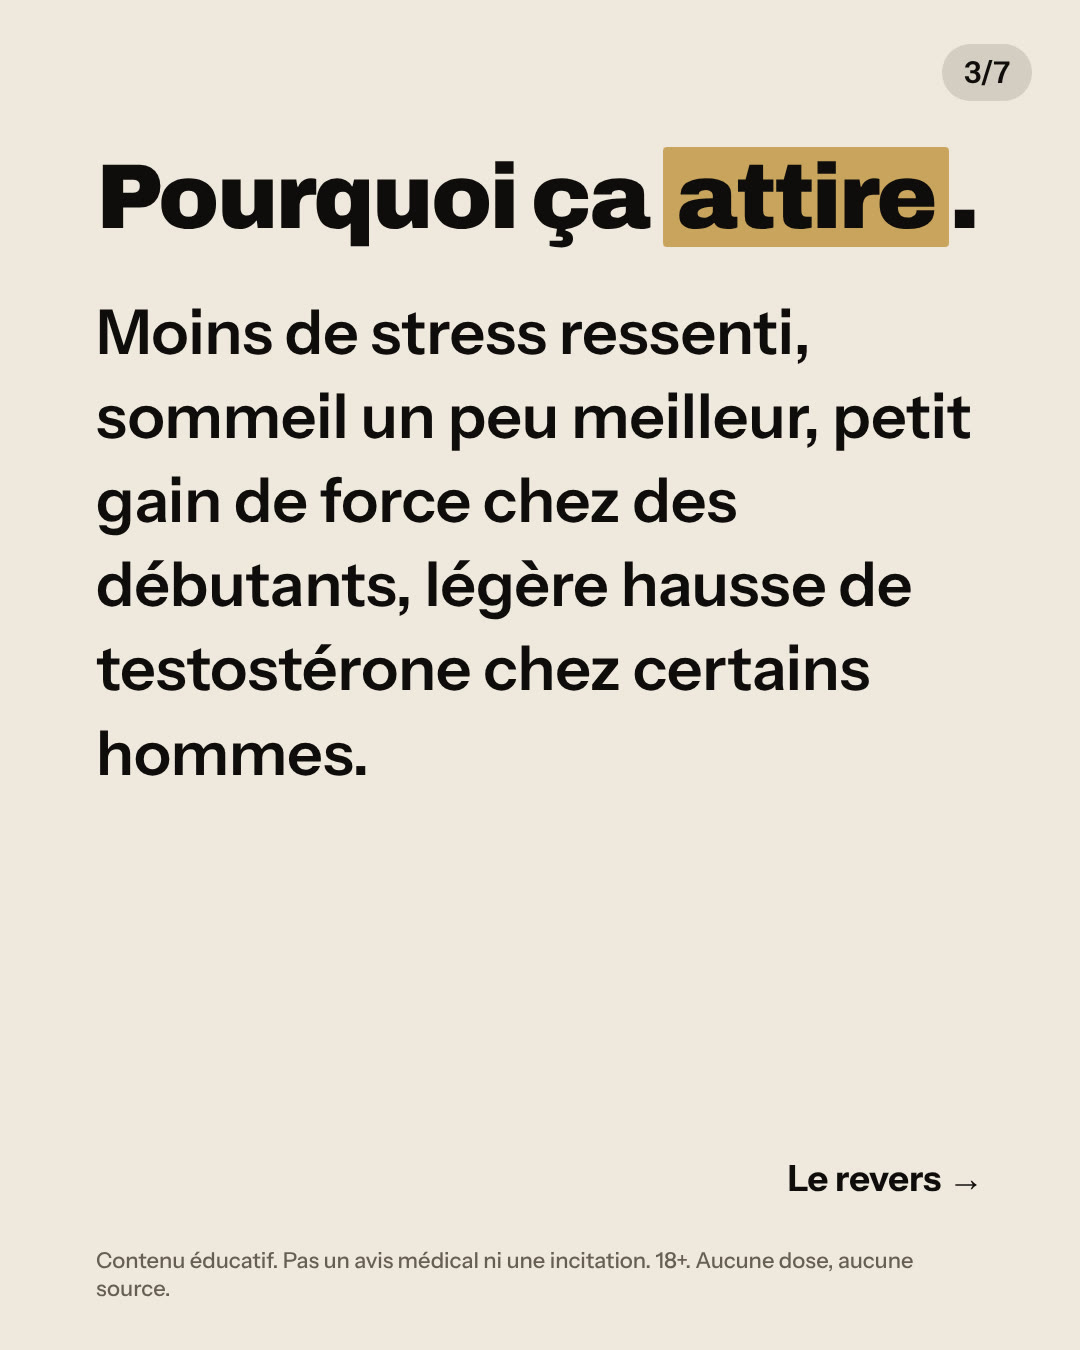 3/7
Pourquoi ça attire.
Moins de stress ressenti,
sommeil un peu meilleur, petit
gain de force chez des
débutants, légère hausse de
testostérone chez certains
hommes.
Le revers →
Contenu éducatif. Pas un avis médical ni une incitation. 18+. Aucune dose, aucune
source.